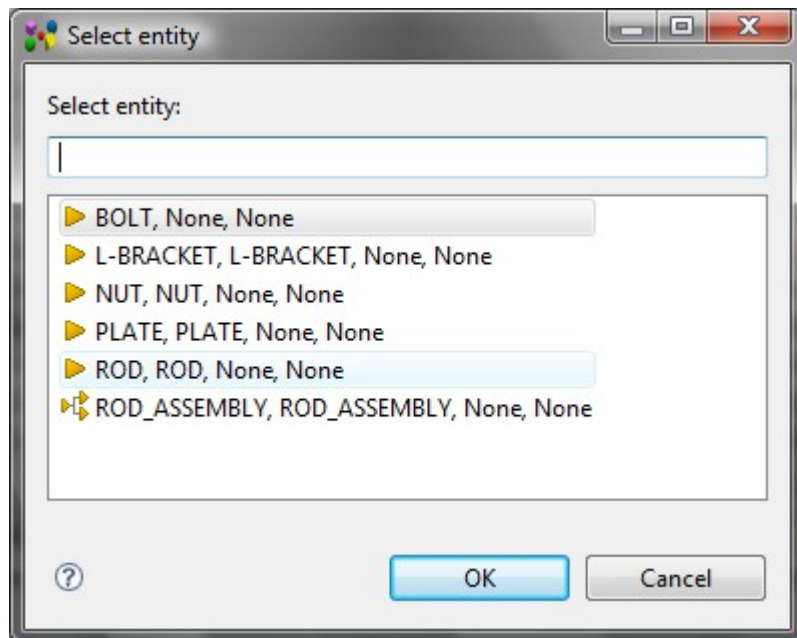 Select entity
Select entity:
BOLT, None, None
L-BRACKET, L-BRACKET, None, None
NUT, NUT, None, None
PLATE, PLATE, None, None
ROD, ROD, None, None
ROD_ASSEMBLY, ROD_ASSEMBLY, None, None
? OK Cancel